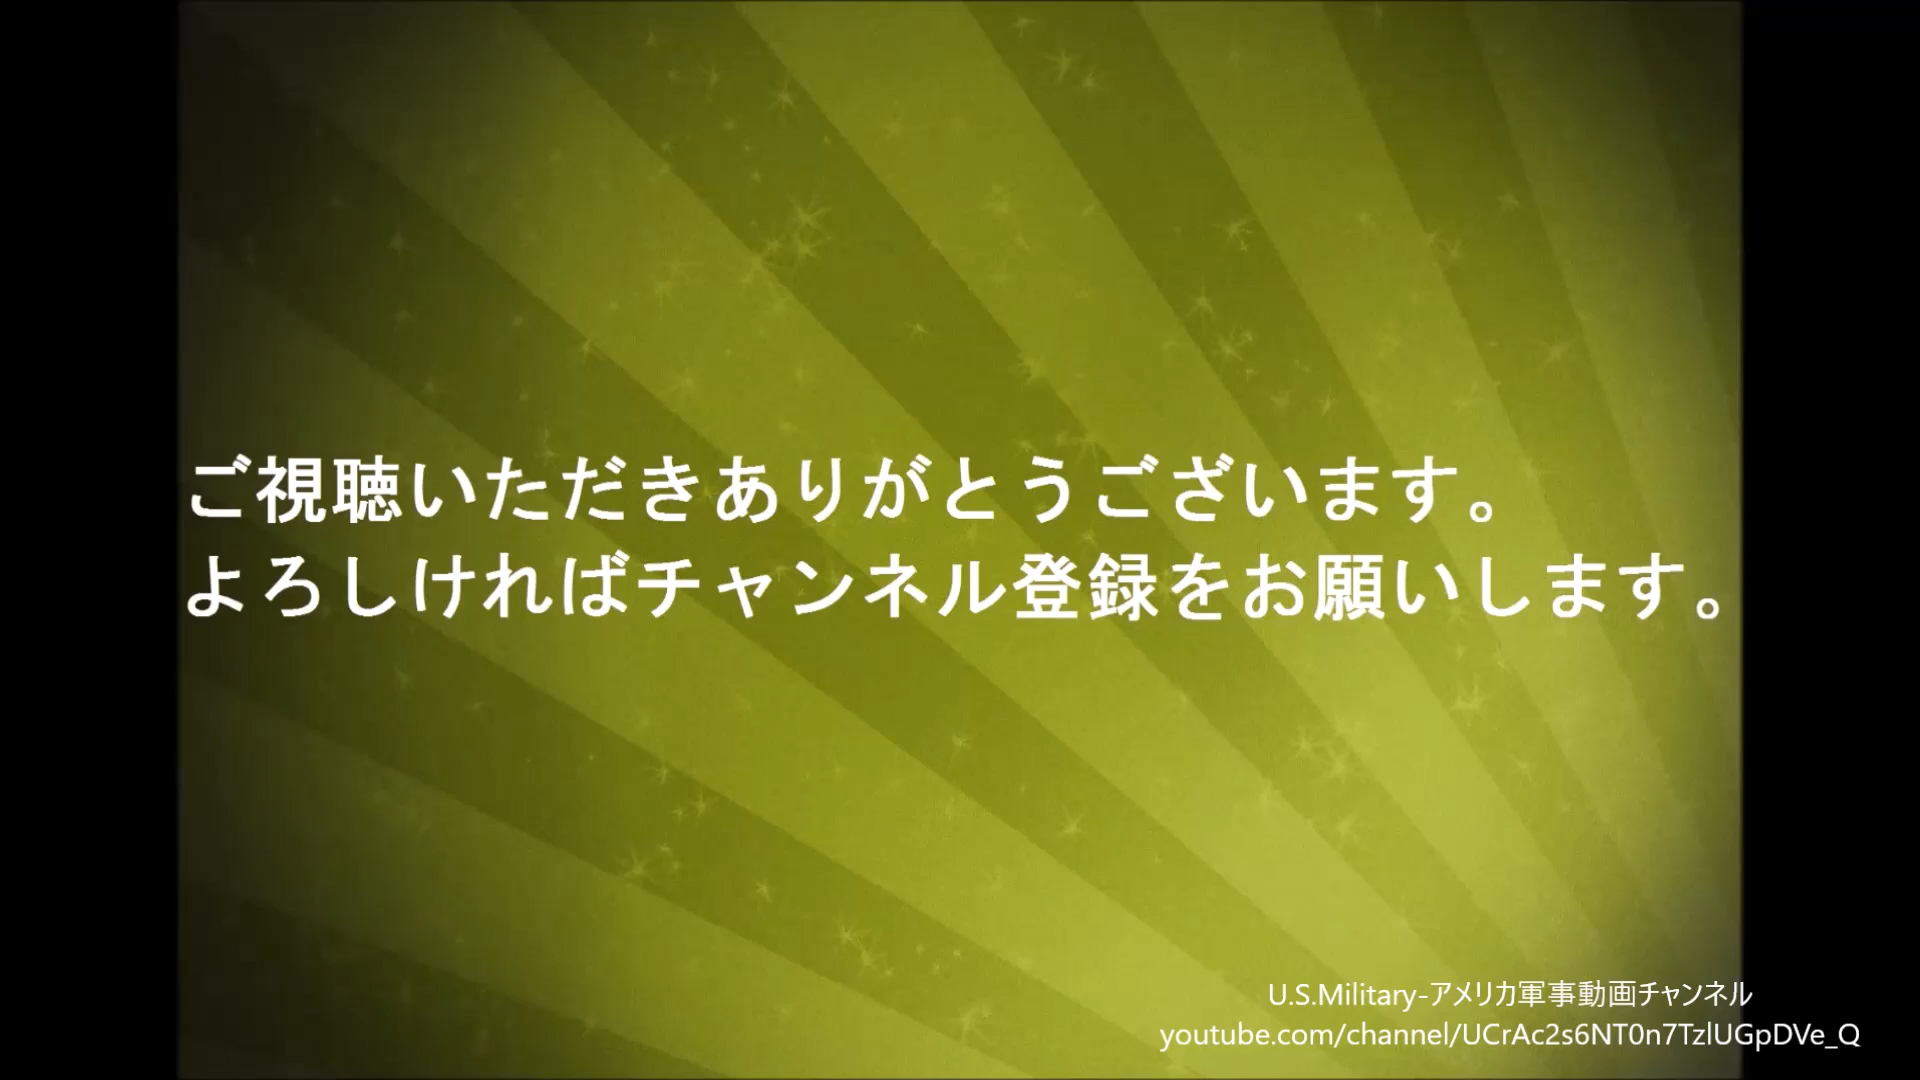 ご視聴いただきありがとうございます。
よろしければチャンネル登録をお願いします。
U.S.Military-アメリカ軍事動画チャンネル
youtube.com/channel/UCrAc2s6NT0n7TzlUGpDVe_Q